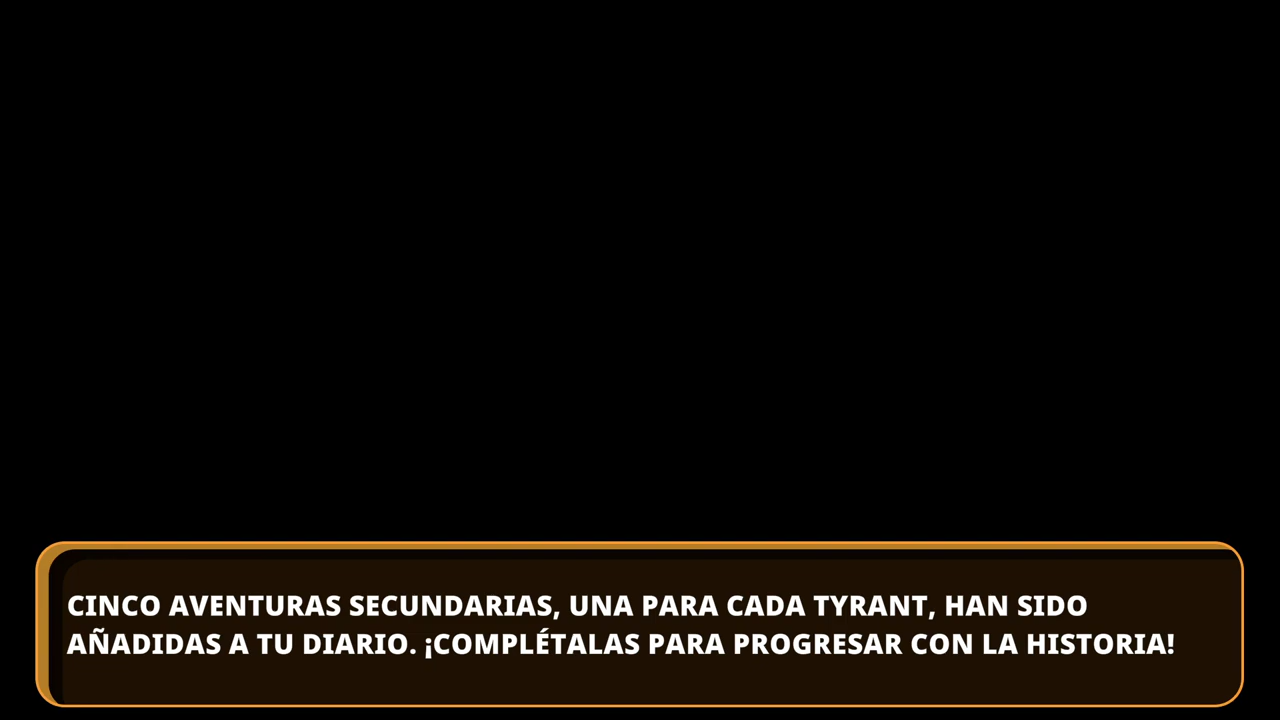 CINCO AVENTURAS SECUNDARIAS, UNA PARA CADA TYRANT, HAN SIDO
AÑADIDAS A TU DIARIO. ¡COMPLÉTALAS PARA PROGRESAR CON LA HISTORIA!